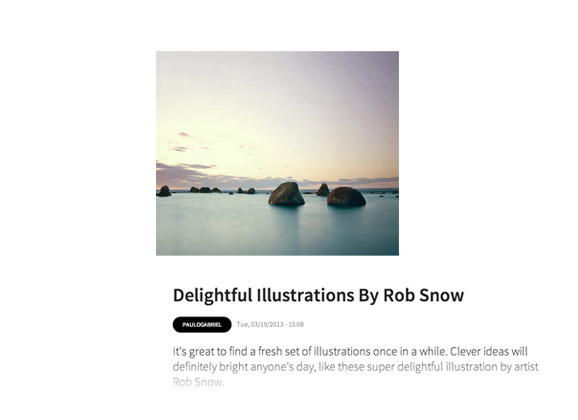 Delightful Illustrations By Rob Snow
PAULOGABRIEL Tue, 03/19/2013 - 15:08
It's great to find a fresh set of illustrations once in a while. Clever ideas will
definitely bright anyone's day, like these super delightful illustration by artist
Rob Snow.